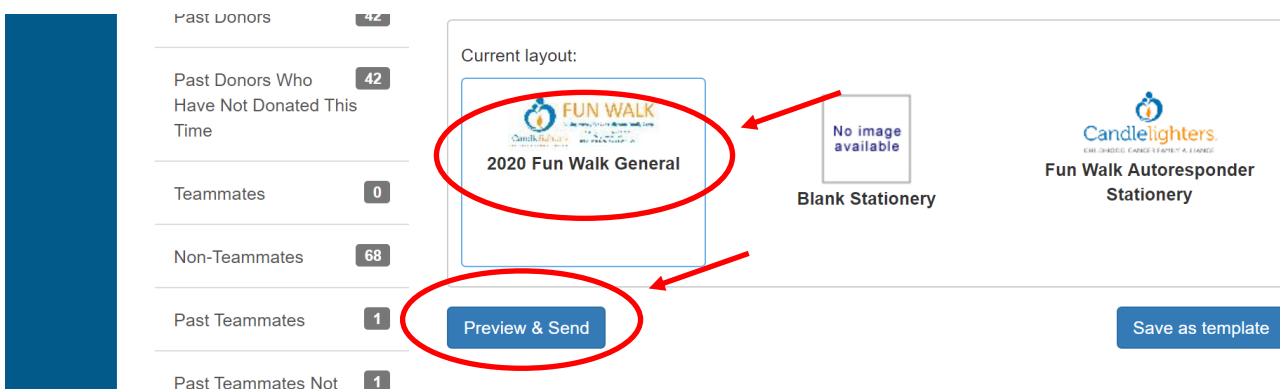 Past Donors 42
Past Donors Who 42
Have Not Donated This
Time
Teammates 0
Non-Teammates 68
Past Teammates 1
Past Teammates Not 1
Current layout:
FUN WALK
Candlelighters
2020 Fun Walk General
No image
available
Blank Stationery
Candlelighters.
CHILDHOOD CANCER FAMILY ALLIANCE
Fun Walk Autoresponder
Stationery
Preview & Send
Save as template